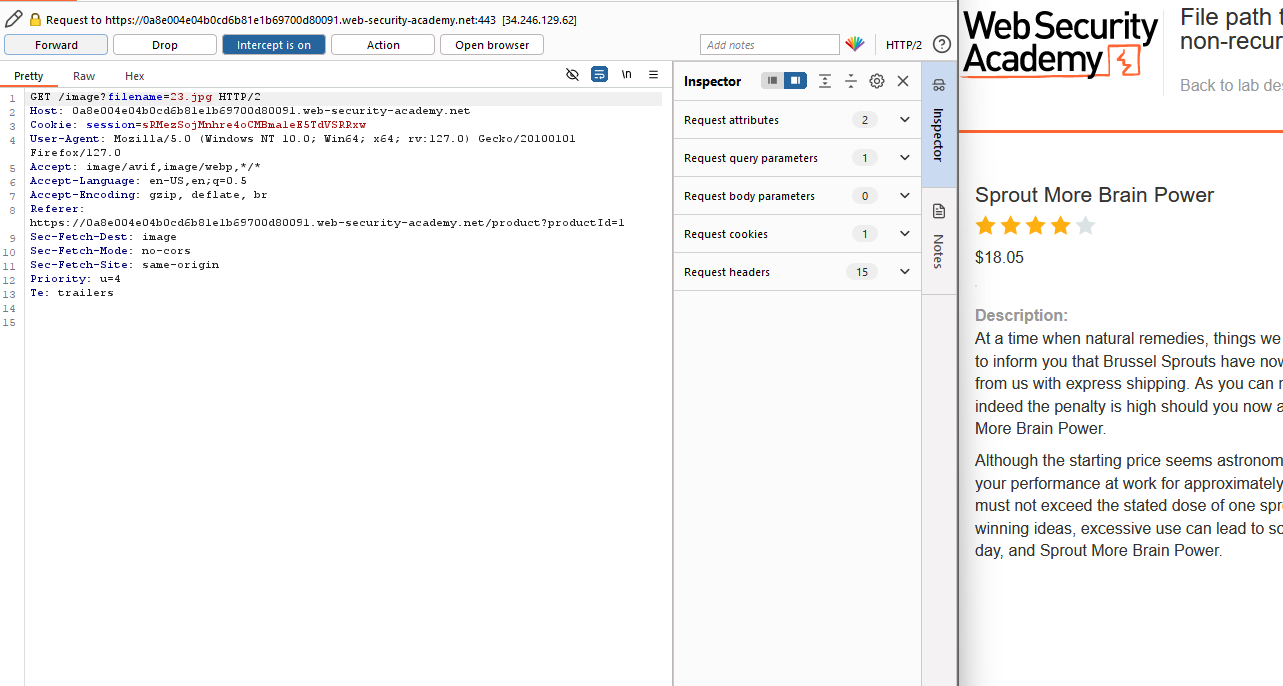 Request to https://0a8e004e04b0cd6b81e1b69700d80091.web-security-academy.net:443 [34.246.129.62]
Forward Drop Intercept is on Action Open browser Add notes HTTP/2 ?
Pretty Raw Hex \n
1 GET /image?filename=23.jpg HTTP/2
2 Host: 0a8e004e04b0cd6b81e1b69700d80091.web-security-academy.net
3 Cookie: session=sRMezSojMnhre4oCMBmaleE5TdVSRRxw
4 User-Agent: Mozilla/5.0 (Windows NT 10.0; Win64; x64; rv:127.0) Gecko/20100101
Firefox/127.0
5 Accept: image/avif,image/webp,*/*
6 Accept-Language: en-US,en;q=0.5
7 Accept-Encoding: gzip, deflate, br
8 Referer:
https://0a8e004e04b0cd6b81e1b69700d80091.web-security-academy.net/product?productId=1
9 Sec-Fetch-Dest: image
10 Sec-Fetch-Mode: no-cors
11 Sec-Fetch-Site: same-origin
12 Priority: u=4
13 Te: trailers
14
15
Inspector
Request attributes 2
Request query parameters 1
Request body parameters 0
Request cookies 1
Request headers 15
Inspector
Notes
Web Security
Academy
File path t
non-recur
Back to lab des
Sprout More Brain Power
$18.05
Description:
At a time when natural remedies, things we
to inform you that Brussel Sprouts have now
from us with express shipping. As you can
indeed the penalty is high should you now a
More Brain Power.
Although the starting price seems astronom
your performance at work for approximately
must not exceed the stated dose of one spr
winning ideas, excessive use can lead to so
day, and Sprout More Brain Power.